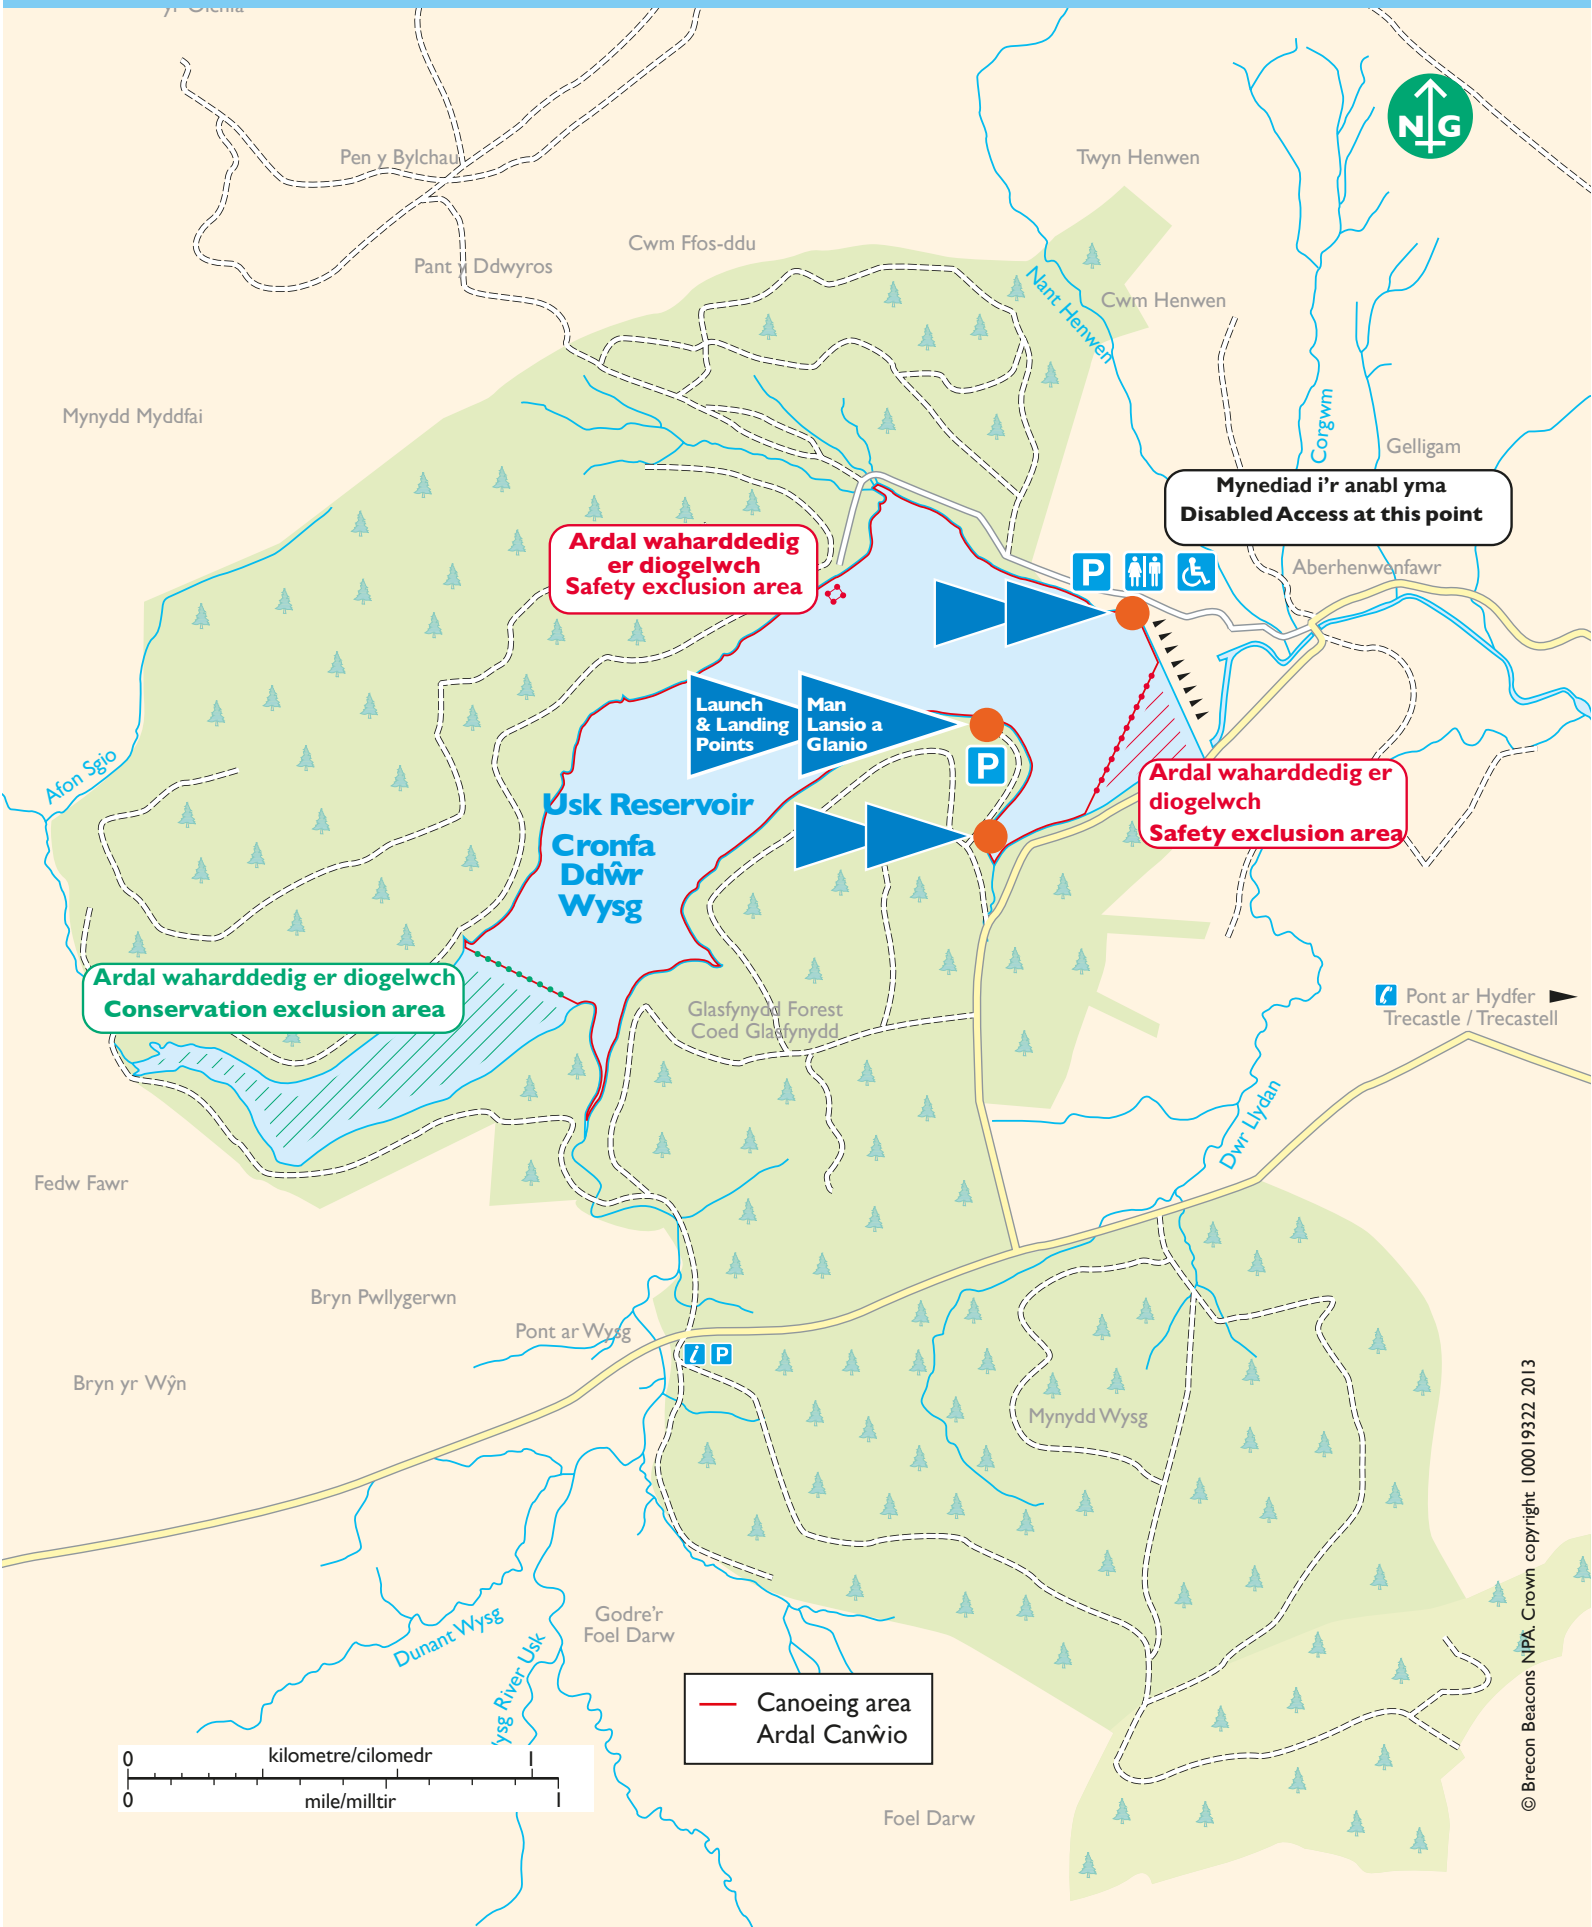 Pen y Bylchau
N G
Twyn Henwen
Cwm Ffos-ddu
Pant y Ddwyros
Nant Henwen
Cwm Henwen
Mynydd Myddfai
Corgwm
Gelligam
Mynediad i'r anabl yma
Disabled Access at this point
Ardal waharddedig
er diogelwch
Safety exclusion area
P
Aberhenwenfawr
Launch
& Landing
Points
Man
Lansio a
Glanio
P
Afon Sgio
Usk Reservoir
Cronfa
Ddŵr
Wysg
Ardal waharddedig er
diogelwch
Safety exclusion area
Ardal waharddedig er diogelwch
Conservation exclusion area
Glasfynydd Forest
Coed Glasfynydd
Pont ar Hydfer
Trecastle / Trecastell
Dwr Llydan
Fedw Fawr
Bryn Pwllygerwn
Pont ar Wysg
i P
Bryn yr Wŷn
Mynydd Wysg
Godre'r
Foel Darw
Dunant Wysg
ysg River Usk
Canoeing area
Ardal Canŵio
0 kilometre/cilomedr 1
0 mile/milltir 1
Foel Darw
© Brecon Beacons NPA. Crown copyright 100019322 2013